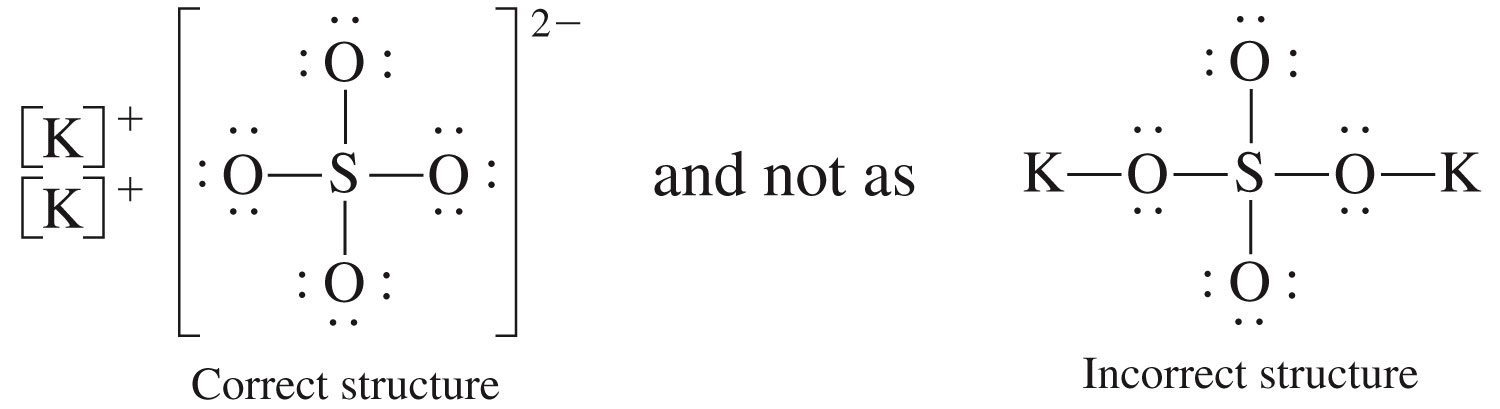 [K]+
[K]+
O
O—S—O
O
2−
Correct structure
and not as
O
K—O—S—O—K
O
Incorrect structure